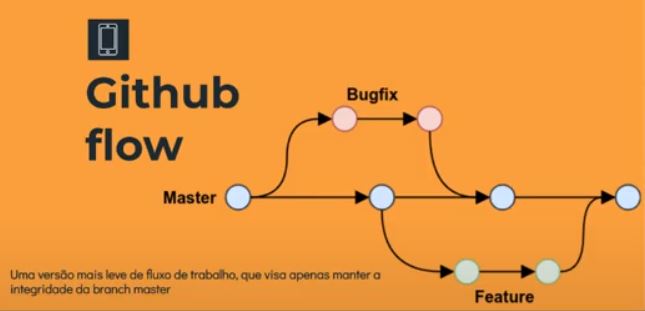 Github
flow
Bugfix
Master
Feature
Uma versão mais leve de fluxo de trabalho, que visa apenas manter a
integridade da branch master